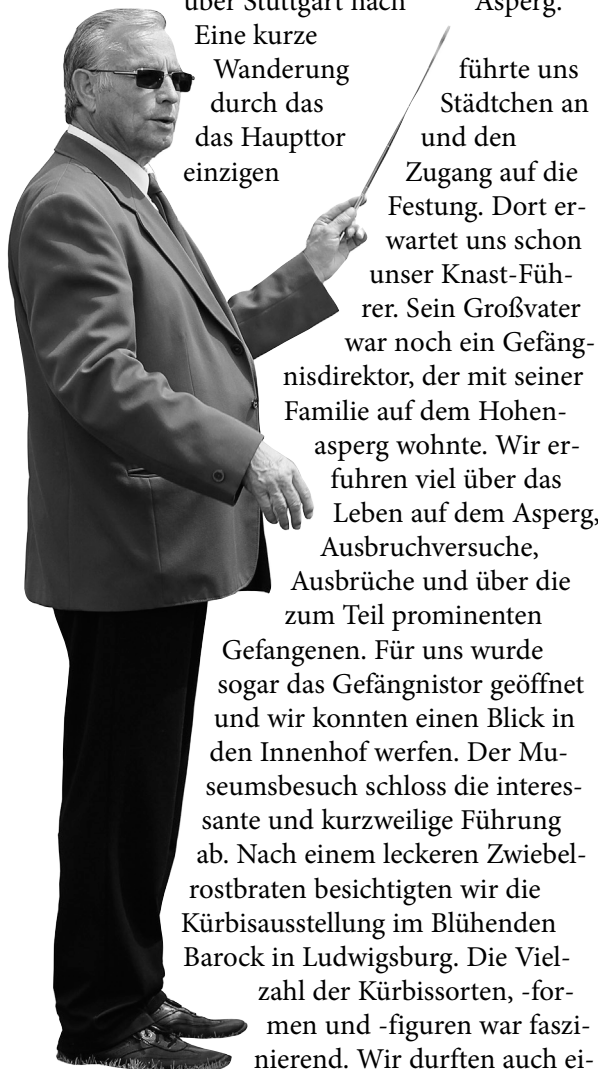 über Stuttgart nach Asperg.
Eine kurze
Wanderung führte uns
durch das Städtchen an
das Haupttor und den
einzigen Zugang auf die
Festung. Dort er-
wartet uns schon
unser Knast-Füh-
rer. Sein Großvater
war noch ein Gefäng-
nisdirektor, der mit seiner
Familie auf dem Hohen-
asperg wohnte. Wir er-
fuhren viel über das
Leben auf dem Asperg,
Ausbruchversuche,
Ausbrüche und über die
zum Teil prominenten
Gefangenen. Für uns wurde
sogar das Gefängnistor geöffnet
und wir konnten einen Blick in
den Innenhof werfen. Der Mu-
seumsbesuch schloss die interes-
sante und kurzweilige Führung
ab. Nach einem leckeren Zwiebel-
rostbraten besichtigten wir die
Kürbisausstellung im Blühenden
Barock in Ludwigsburg. Die Viel-
zahl der Kürbissorten, -for-
men und -figuren war faszi-
nierend. Wir durften auch ei-